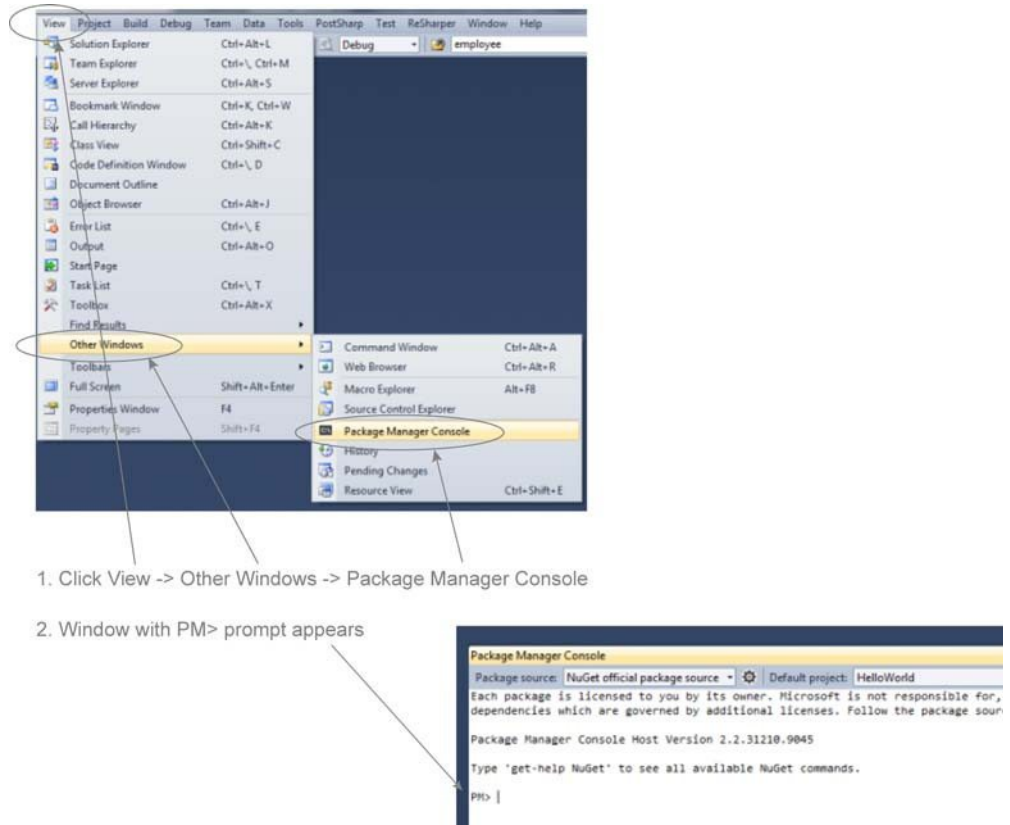 View Project Build Debug Team Data Tools PostSharp Test ReSharper Window Help
Solution Explorer Ctrl+Alt+L
Debug employee
Team Explorer Ctrl+\, Ctrl+M
Server Explorer Ctrl+Alt+S
Bookmark Window Ctrl+K, Ctrl+W
Call Hierarchy Ctrl+Alt+K
Class View Ctrl+Shift+C
Code Definition Window Ctrl+\, D
Document Outline
Object Browser Ctrl+Alt+J
Error List Ctrl+\, E
Output Ctrl+Alt+O
Start Page
Task List Ctrl+\, T
Toolbox Ctrl+Alt+X
Find Results
Other Windows
Toolbars
Full Screen Shift+Alt+Enter
Properties Window F4
Property Pages Shift+F4
Command Window Ctrl+Alt+A
Web Browser Ctrl+Alt+R
Macro Explorer Alt+F8
Source Control Explorer
Package Manager Console
History
Pending Changes
Resource View Ctrl+Shift+E
1. Click View -> Other Windows -> Package Manager Console
2. Window with PM> prompt appears
Package Manager Console
Package source: NuGet official package source Default project: HelloWorld
Each package is licensed to you by its owner. Microsoft is not responsible for,
dependencies which are governed by additional licenses. Follow the package sour
Package Manager Console Host Version 2.2.31210.9045
Type 'get-help NuGet' to see all available NuGet commands.
PM>